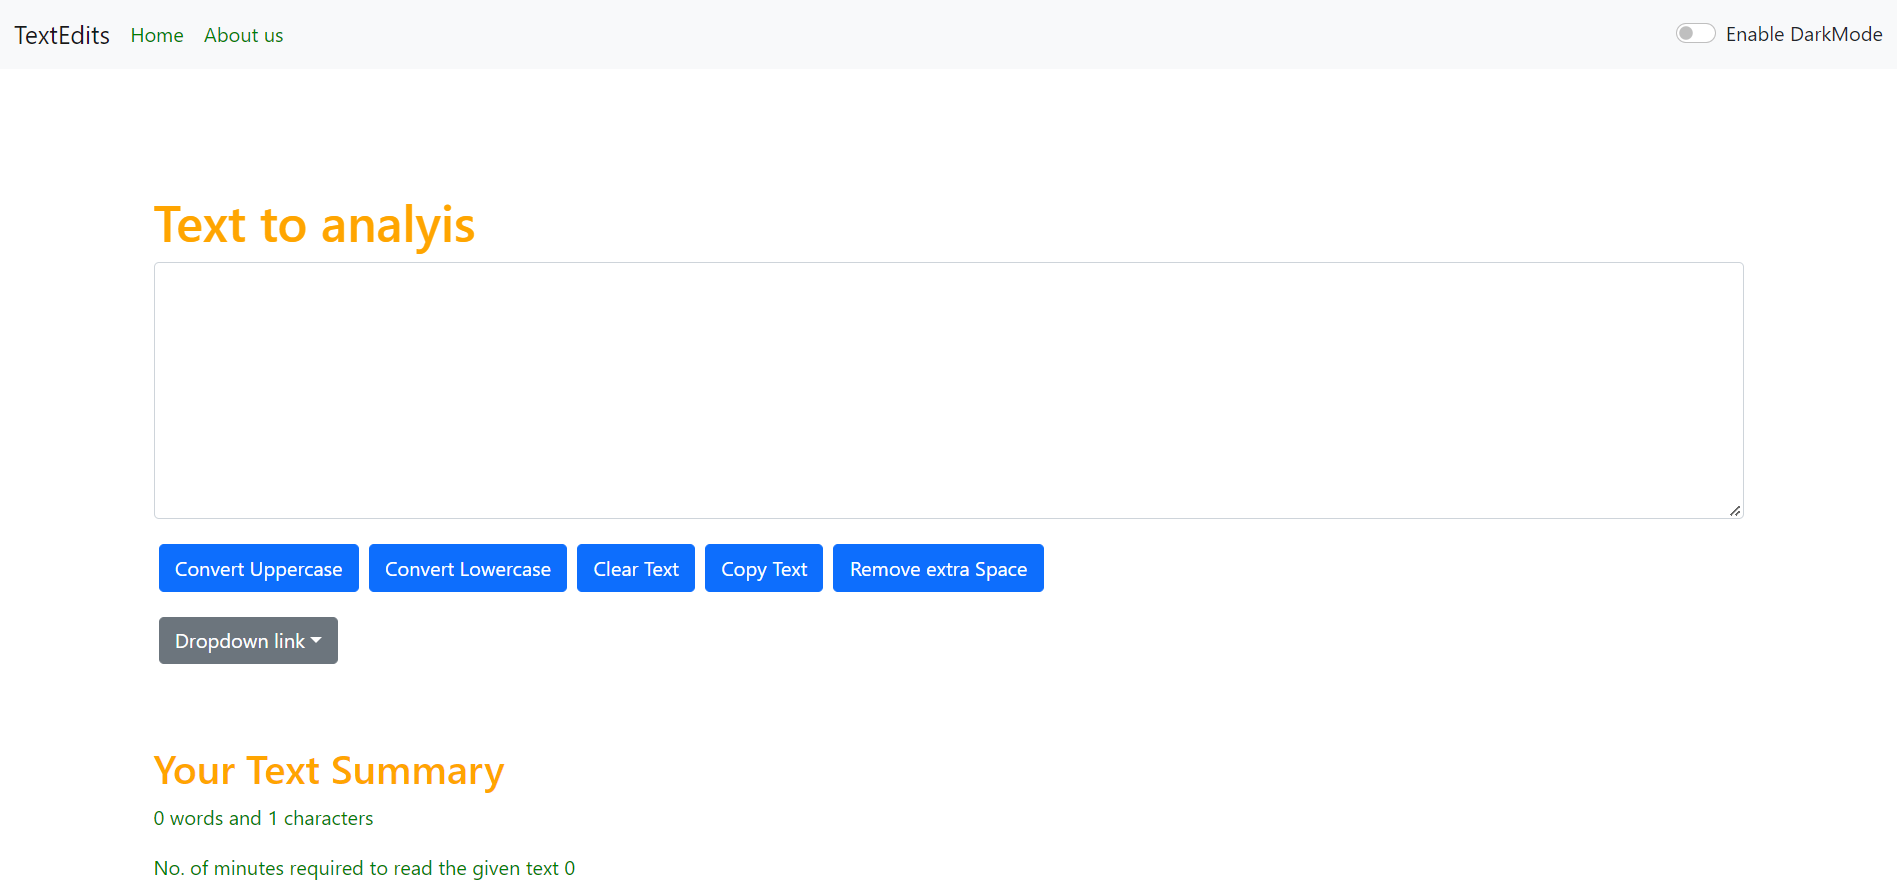 TextEdits Home About us Enable DarkMode
Text to analyis
Convert Uppercase Convert Lowercase Clear Text Copy Text Remove extra Space
Dropdown link
Your Text Summary
0 words and 1 characters
No. of minutes required to read the given text 0